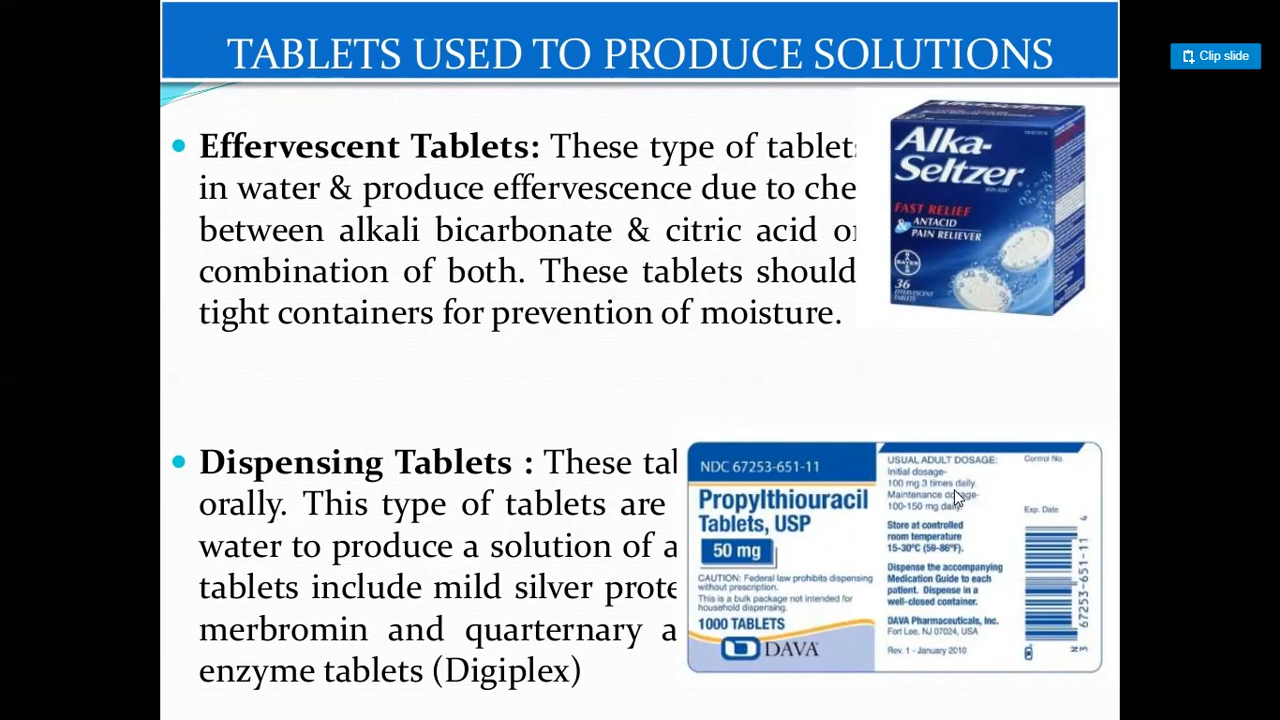 TABLETS USED TO PRODUCE SOLUTIONS
Clip slide
• Effervescent Tablets: These type of tablets
in water & produce effervescence due to che
between alkali bicarbonate & citric acid or
combination of both. These tablets should
tight containers for prevention of moisture.
Alka-
Seltzer
FAST RELIEF
& ANTACID
PAIN RELIEVER
BAYER
36
EFFERVESCENT
TABLETS
• Dispensing Tablets : These tal
orally. This type of tablets are
water to produce a solution of a
tablets include mild silver prote
merbromin and quarternary a
enzyme tablets (Digiplex)
NDC 67253-651-11
Propylthiouracil
Tablets, USP
50 mg
CAUTION: Federal law prohibits dispensing
without prescription.
This is a bulk package not intended for
household dispensing.
1000 TABLETS
DAVA
USUAL ADULT DOSAGE:
Initial dosage-
100 mg 3 times daily.
Maintenance dosage-
100-150 mg daily.
Store at controlled
room temperature
15-30°C (59-86°F).
Dispense the accompanying
Medication Guide to each
patient. Dispense in a
well-closed container.
DAVA Pharmaceuticals, Inc.
Fort Lee, NJ 07024, USA
Rev. 1 - January 2010
Control No.
Exp. Date
67253-651-11
4
N
3